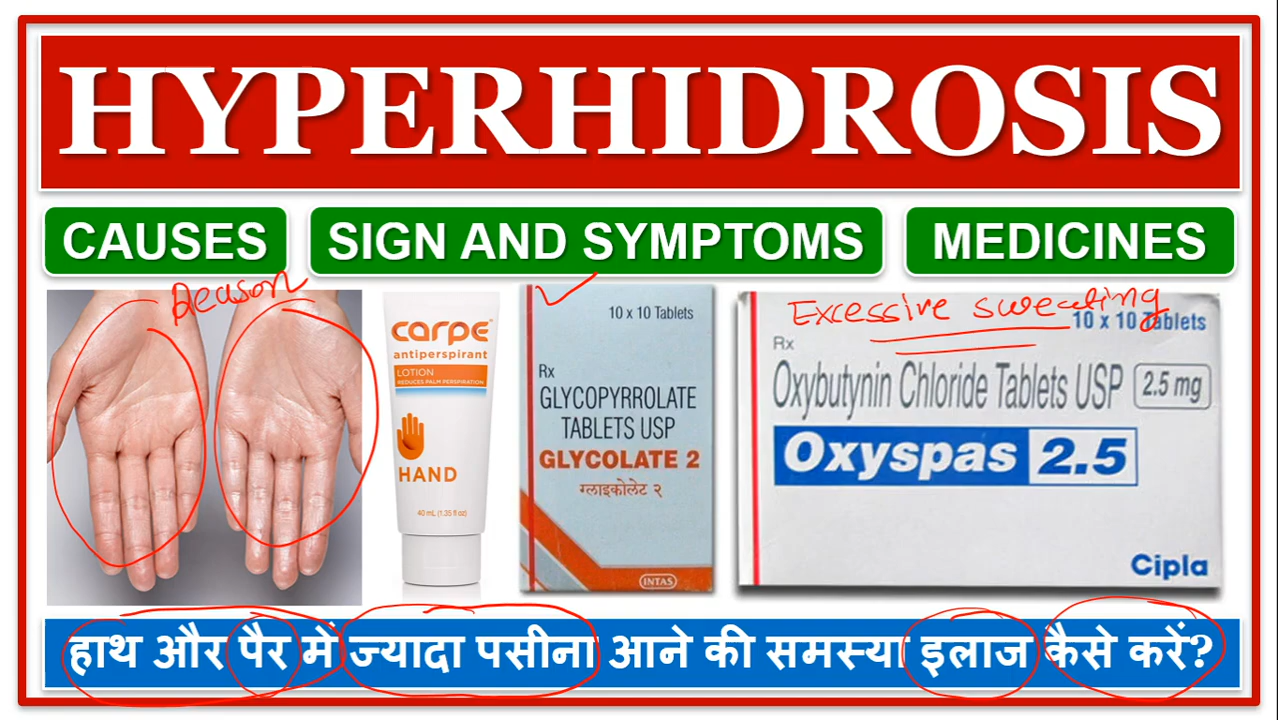 HYPERHIDROSIS
CAUSES
SIGN AND SYMPTOMS
MEDICINES
Reason
carpe
antiperspirant
LOTION
REDUCES PALM PERSPIRATION
HAND
40 mL (1.35 fl oz)
10 x 10 Tablets
Rx
GLYCOPYRROLATE
TABLETS USP
GLYCOLATE 2
ग्लाइकोलेट २
INTAS
Excessive sweating
10 x 10 Tablets
Rx
Oxybutynin Chloride Tablets USP 2.5 mg
Oxyspas 2.5
Cipla
हाथ और पैर में ज्यादा पसीना आने की समस्या इलाज कैसे करें?